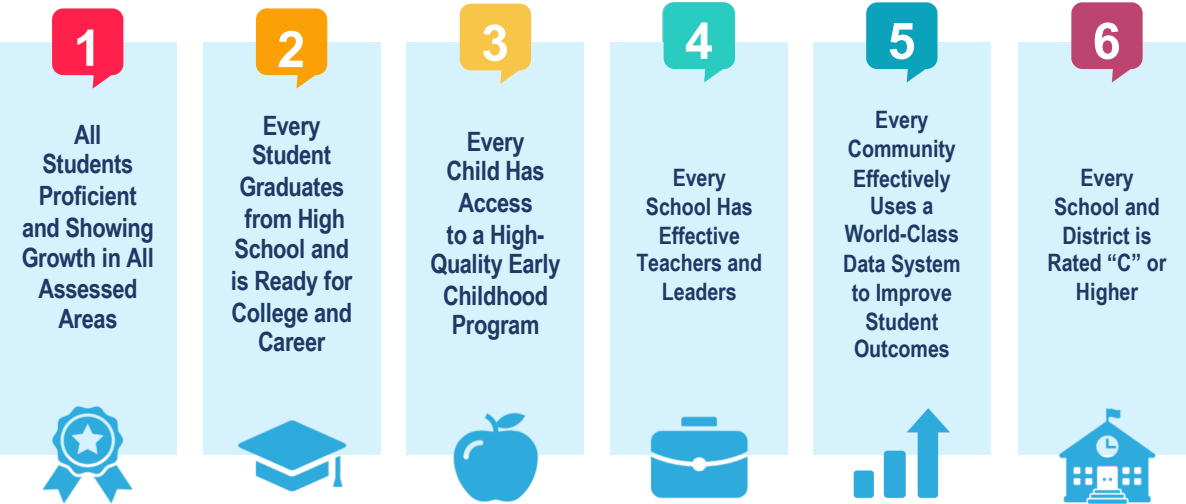 1
All
Students
Proficient
and Showing
Growth in All
Assessed
Areas
2
Every
Student
Graduates
from High
School and
is Ready for
College and
Career
3
Every
Child Has
Access
to a High-
Quality Early
Childhood
Program
4
Every
School Has
Effective
Teachers and
Leaders
5
Every
Community
Effectively
Uses a
World-Class
Data System
to Improve
Student
Outcomes
6
Every
School and
District is
Rated “C” or
Higher